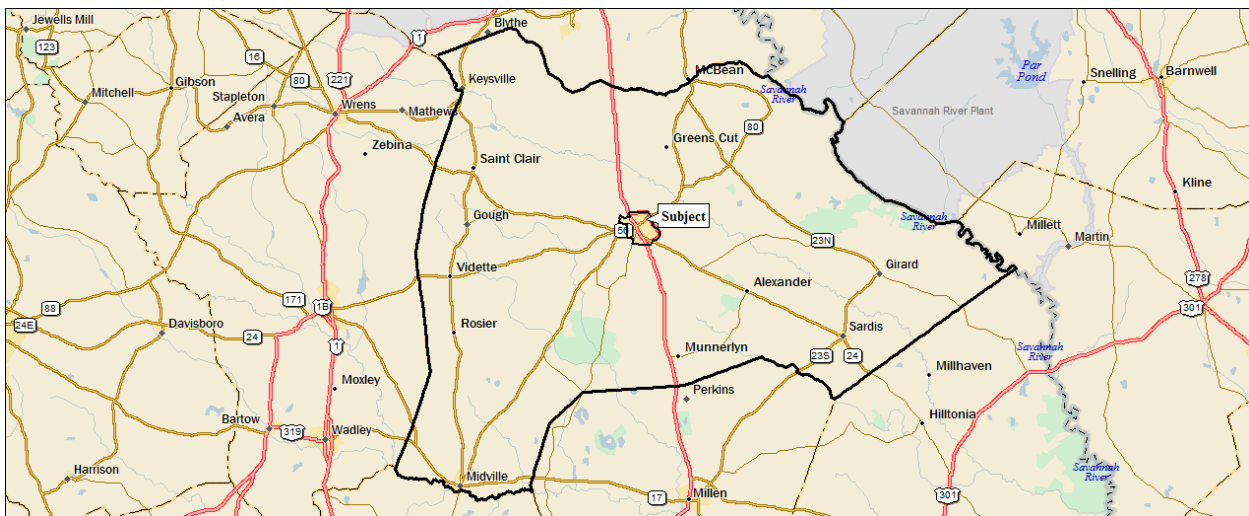 Jewells Mill
Blythe
1
123
16
McBean
80
Gibson
221
Keysville
Savannah
River
Par
Pond
Snelling
Barnwell
Mitchell
Stapleton
Wrens
Mathews
Savannah River Plant
Avera
80
Zebina
Greens Cut
Saint Clair
Kline
Gough
Subject
Savannah
River
56
Millett
Martin
23N
Vidette
Girard
278
Alexander
171
1B
88
301
24E
Davisboro
24
Rosier
Sardis
1
Munnerlyn
23S
24
Savannah
River
Millhaven
Moxley
Perkins
Bartow
319
Wadley
Hilltonia
Harrison
Midville
Savannah
River
17
Millen
301